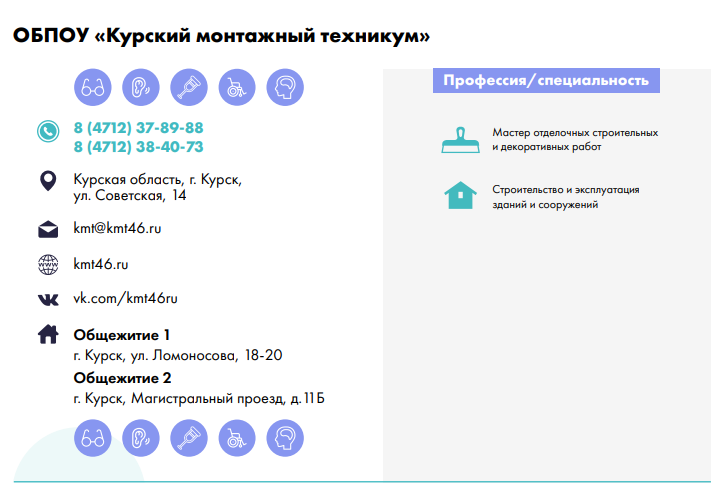 ОБПОУ «Курский монтажный техникум»
8 (4712) 37-89-88
8 (4712) 38-40-73
Курская область, г. Курск,
ул. Советская, 14
kmt@kmt46.ru
www
kmt46.ru
vk.com/kmt46ru
Общежитие 1
г. Курск, ул. Ломоносова, 18-20
Общежитие 2
г. Курск, Магистральный проезд, д.11Б
Профессия/специальность
Мастер отделочных строительных
и декоративных работ
Строительство и эксплуатация
зданий и сооружений